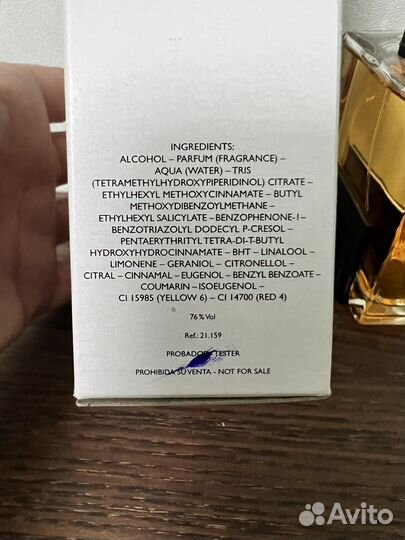 INGREDIENTS:
ALCOHOL – PARFUM (FRAGRANCE) –
AQUA (WATER) – TRIS
(TETRAMETHYLHYDROXYPIPERIDINOL) CITRATE –
ETHYLHEXYL METHOXYCINNAMATE – BUTYL
METHOXYDIBENZOYLMETHANE –
ETHYLHEXYL SALICYLATE – BENZOPHENONE-1–
BENZOTRIAZOLYL DODECYL P-CRESOL –
PENTAERYTHRITYL TETRA-DI-T-BUTYL
HYDROXYHYDROCINNAMATE – BHT – LINALOOL –
LIMONENE – GERANIOL – CITRONELLOL –
CITRAL – CINNAMAL – EUGENOL – BENZYL BENZOATE –
COUMARIN – ISOEUGENOL –
CI 15985 (YELLOW 6) – CI 14700 (RED 4)
76%Vol
Ref.: 21.159
PROBADOR - TESTER
PROHIBIDA SU VENTA - NOT FOR SALE
Avito